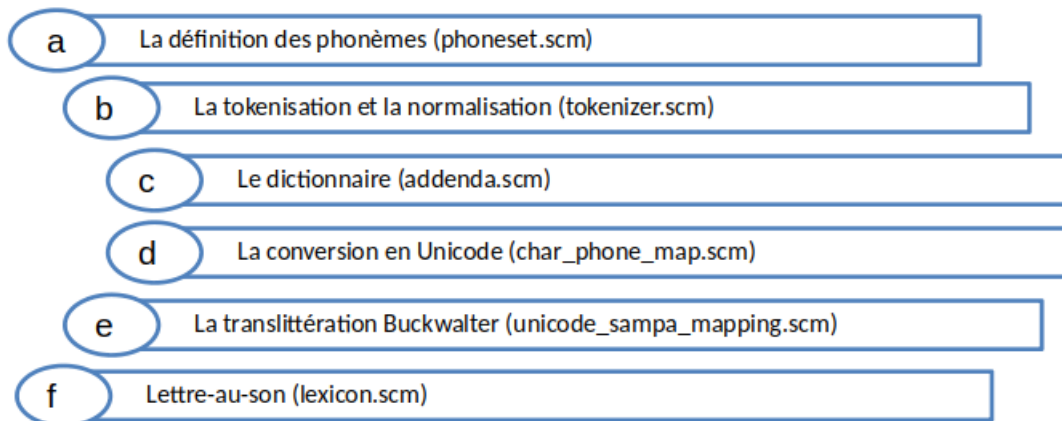 a La définition des phonèmes (phoneset.scm)
b La tokenisation et la normalisation (tokenizer.scm)
c Le dictionnaire (addenda.scm)
d La conversion en Unicode (char_phone_map.scm)
e La translittération Buckwalter (unicode_sampa_mapping.scm)
f Lettre-au-son (lexicon.scm)